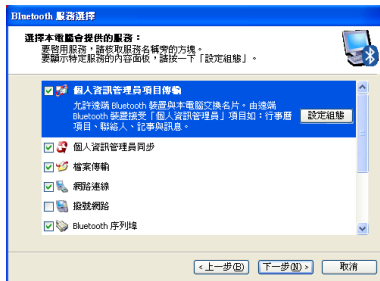 Bluetooth 服務選擇
選擇本電腦會提供的服務：
要啟用服務，請核取服務名稱旁的方塊。
要顯示特定服務的內容面板，請按一下「設定組態」。
個人資訊管理員項目傳輸
允許遠端 Bluetooth 裝置與本電腦交換名片。由遠端
Bluetooth 裝置接受「個人資訊管理員」項目如：行事曆
項目、聯絡人、記事與訊息。
設定組態
個人資訊管理員同步
檔案傳輸
網路連線
撥號網路
Bluetooth 序列埠
<上一步(B)
下一步(N)>
取消